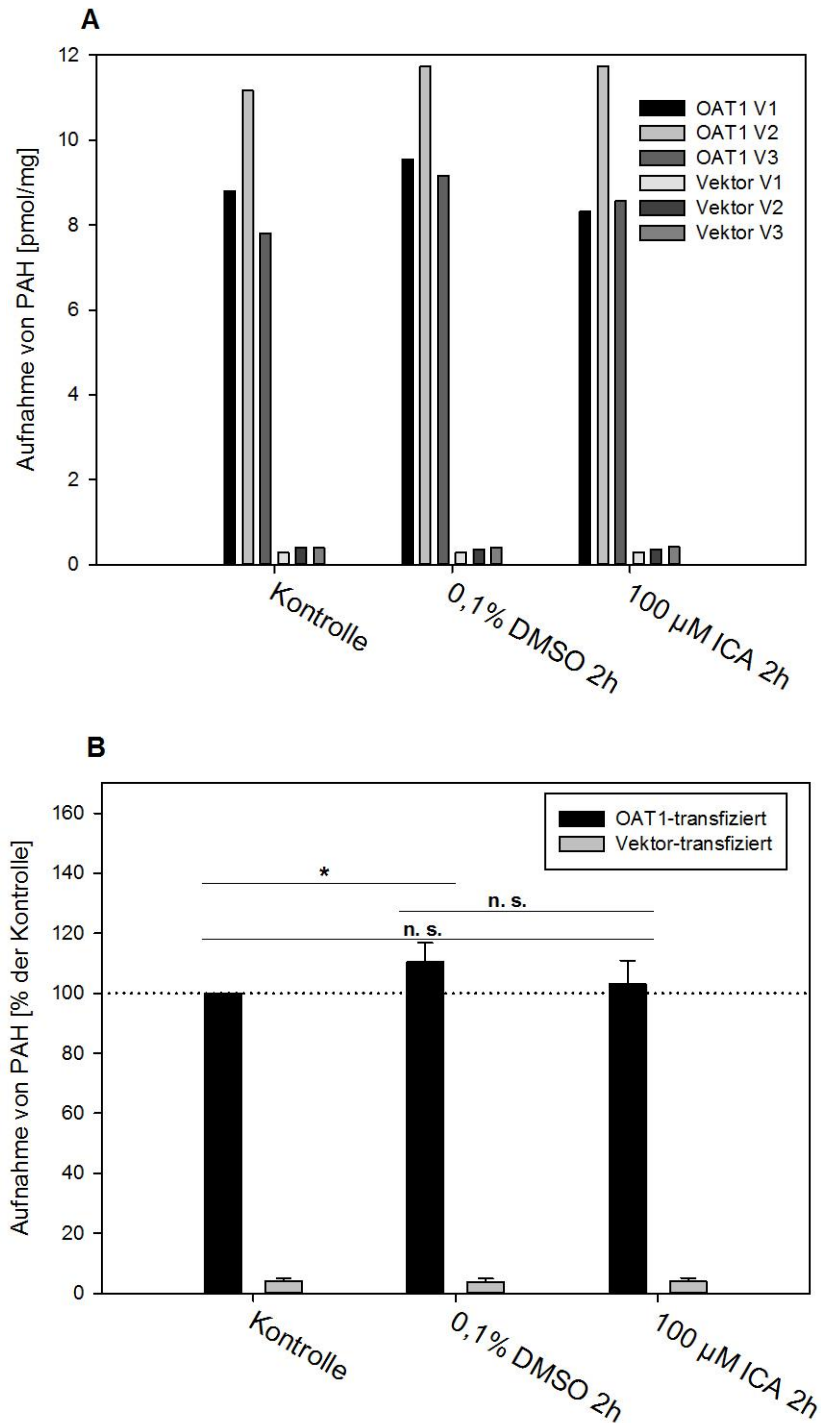 A
Aufnahme von PAH [pmol/mg]
12
10
8
6
4
2
0
OAT1 V1
OAT1 V2
OAT1 V3
Vektor V1
Vektor V2
Vektor V3
Kontrolle
0,1% DMSO 2h
100 µM ICA 2h
B
Aufnahme von PAH [% der Kontrolle]
160
140
120
100
80
60
40
20
0
OAT1-transfiziert
Vektor-transfiziert
*
n. s.
n. s.
Kontrolle
0,1% DMSO 2h
100 µM ICA 2h